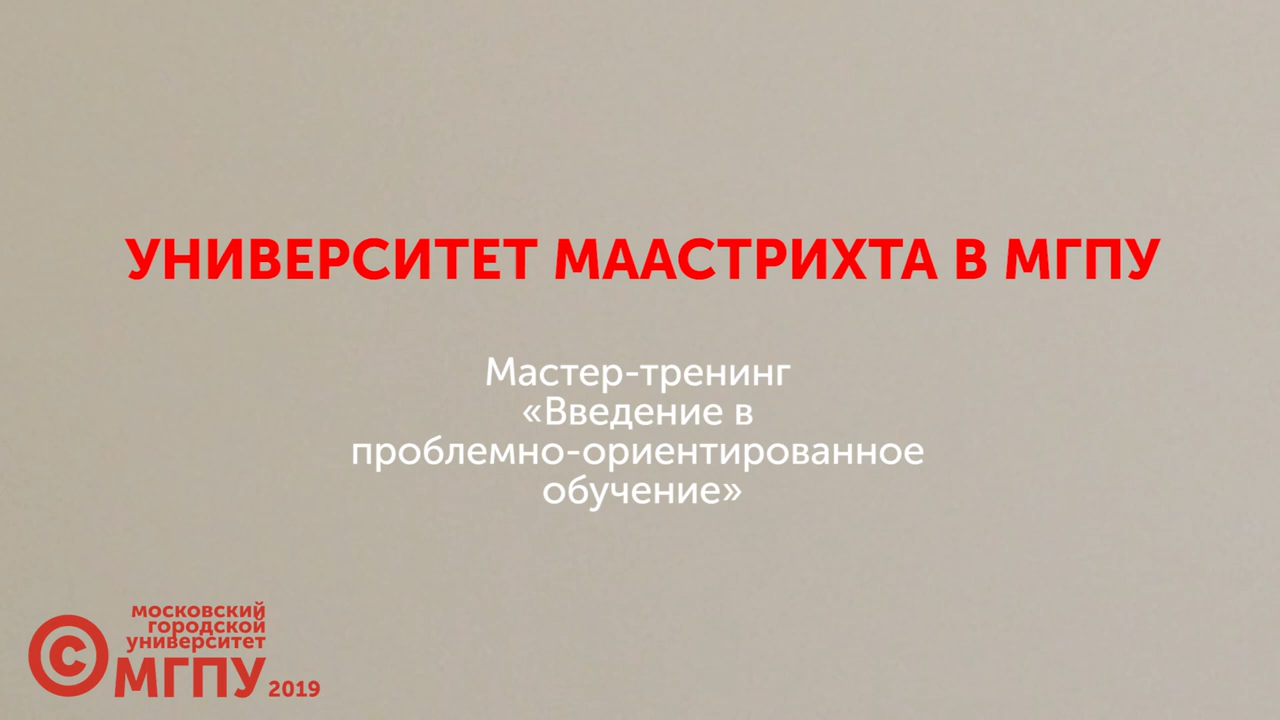 УНИВЕРСИТЕТ МААСТРИХТА В МГПУ
Мастер-тренинг
«Введение в
проблемно-ориентированное
обучение»
московский
городской
университет
© МГПУ 2019